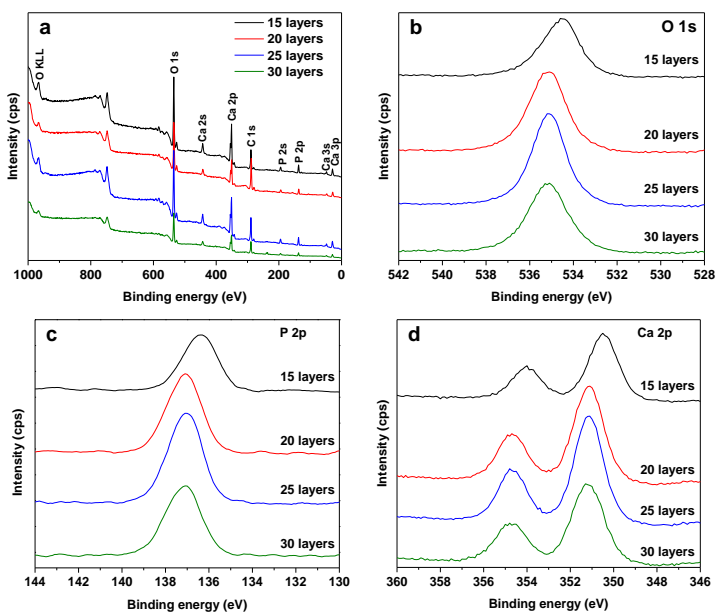 a
15 layers
20 layers
25 layers
30 layers
O KLL
O 1s
Ca 2s
Ca 2p
C 1s
P 2s
P 2p
Ca 3s
Ca 3p
Intensity (cps)
1000 800 600 400 200 0
Binding energy (eV)
b
O 1s
15 layers
20 layers
25 layers
30 layers
Intensity (cps)
542 540 538 536 534 532 530 528
Binding energy (eV)
c
P 2p
15 layers
20 layers
25 layers
30 layers
Intensity (cps)
144 142 140 138 136 134 132 130
Binding energy (eV)
d
Ca 2p
15 layers
20 layers
25 layers
30 layers
Intensity (cps)
360 358 356 354 352 350 348 346
Binding energy (eV)